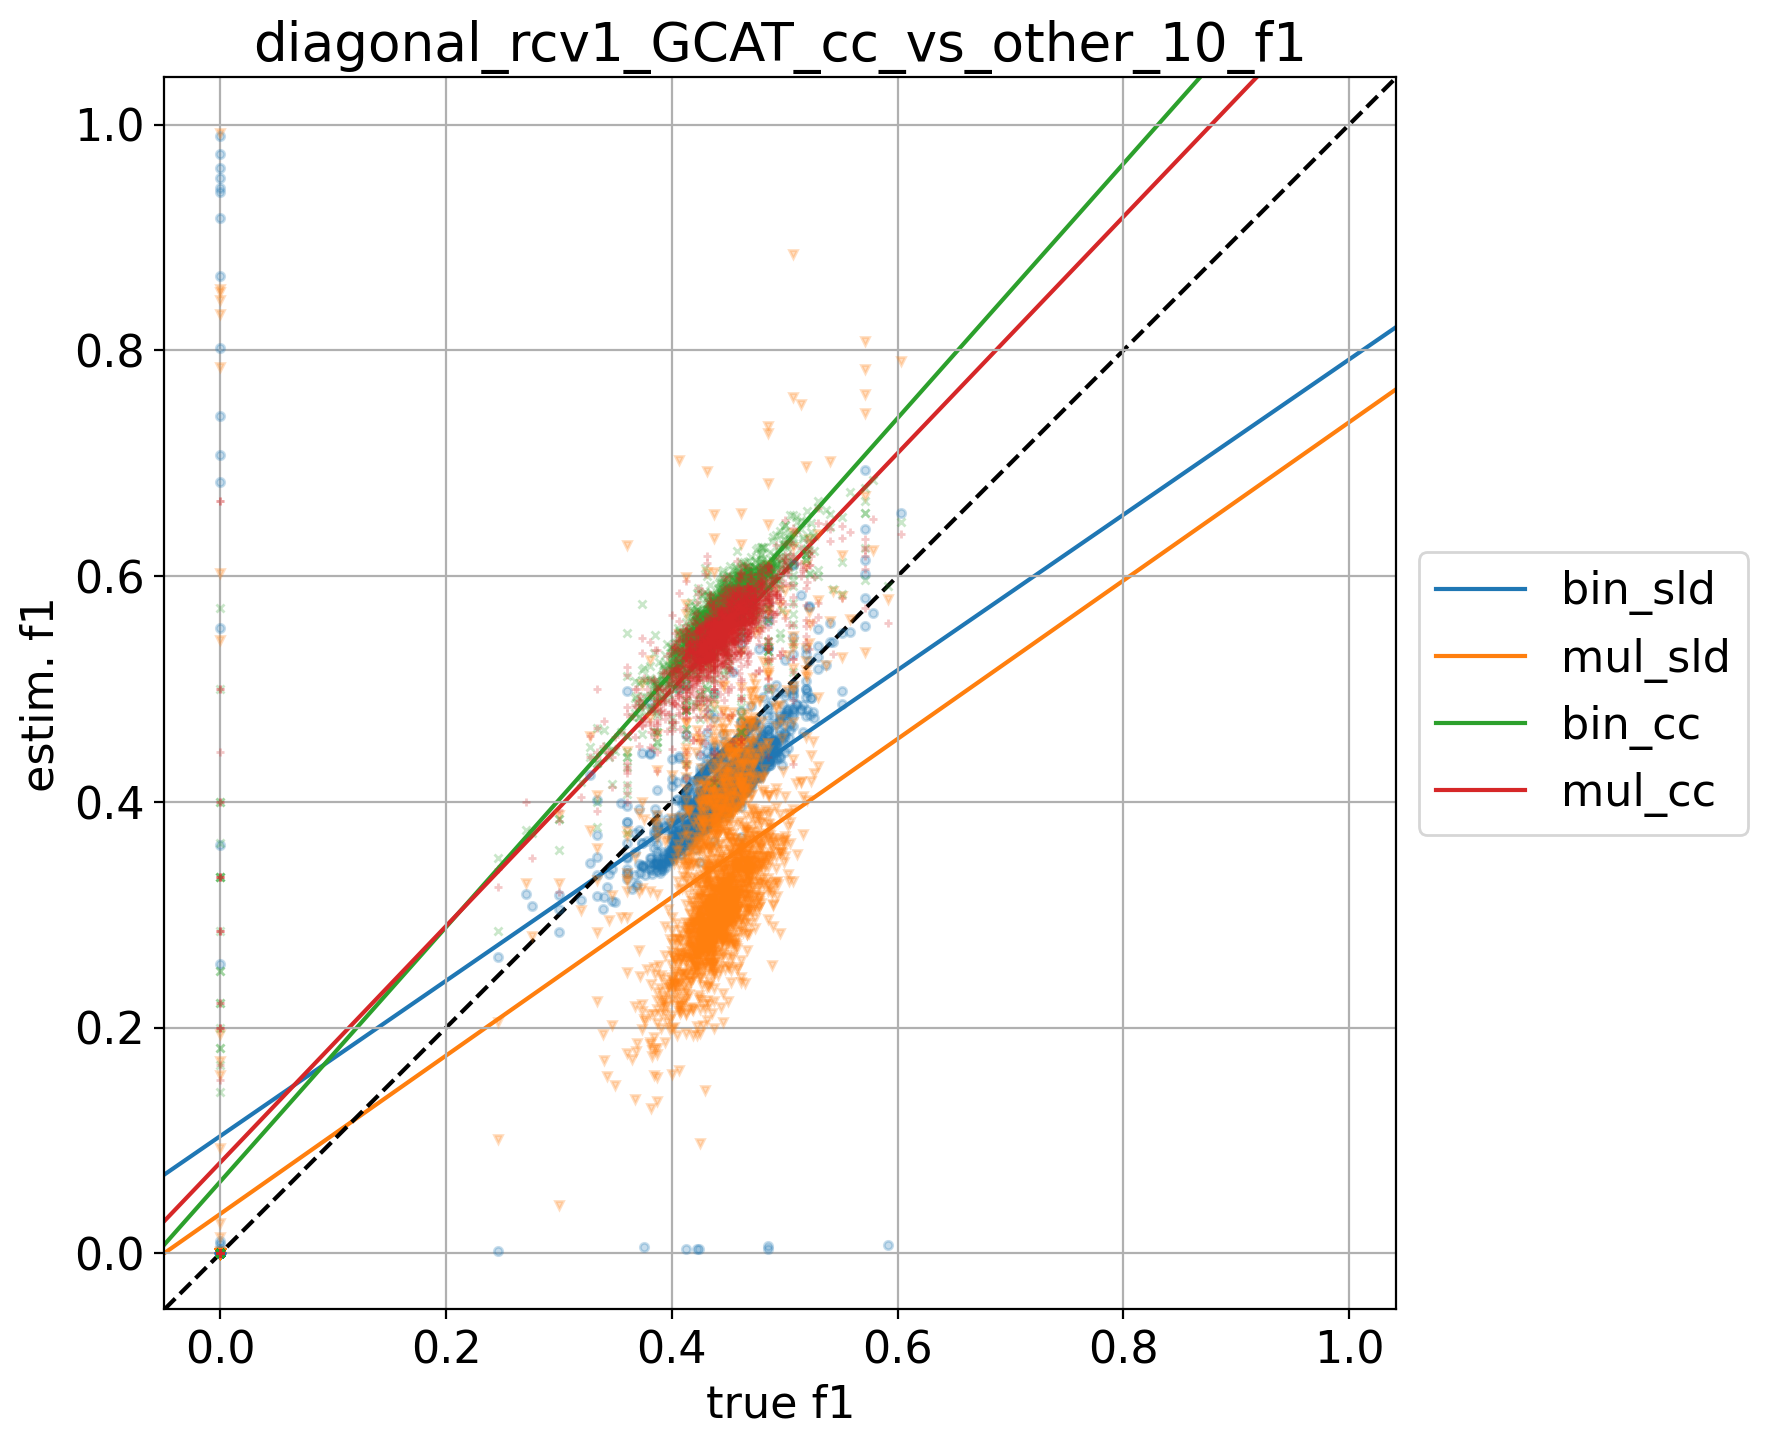 diagonal_rcv1_GCAT_cc_vs_other_10_f1
1.0
0.8
0.6
0.4
0.2
0.0
estim. f1
0.0 0.2 0.4 0.6 0.8 1.0
true f1
bin_sld
mul_sld
bin_cc
mul_cc